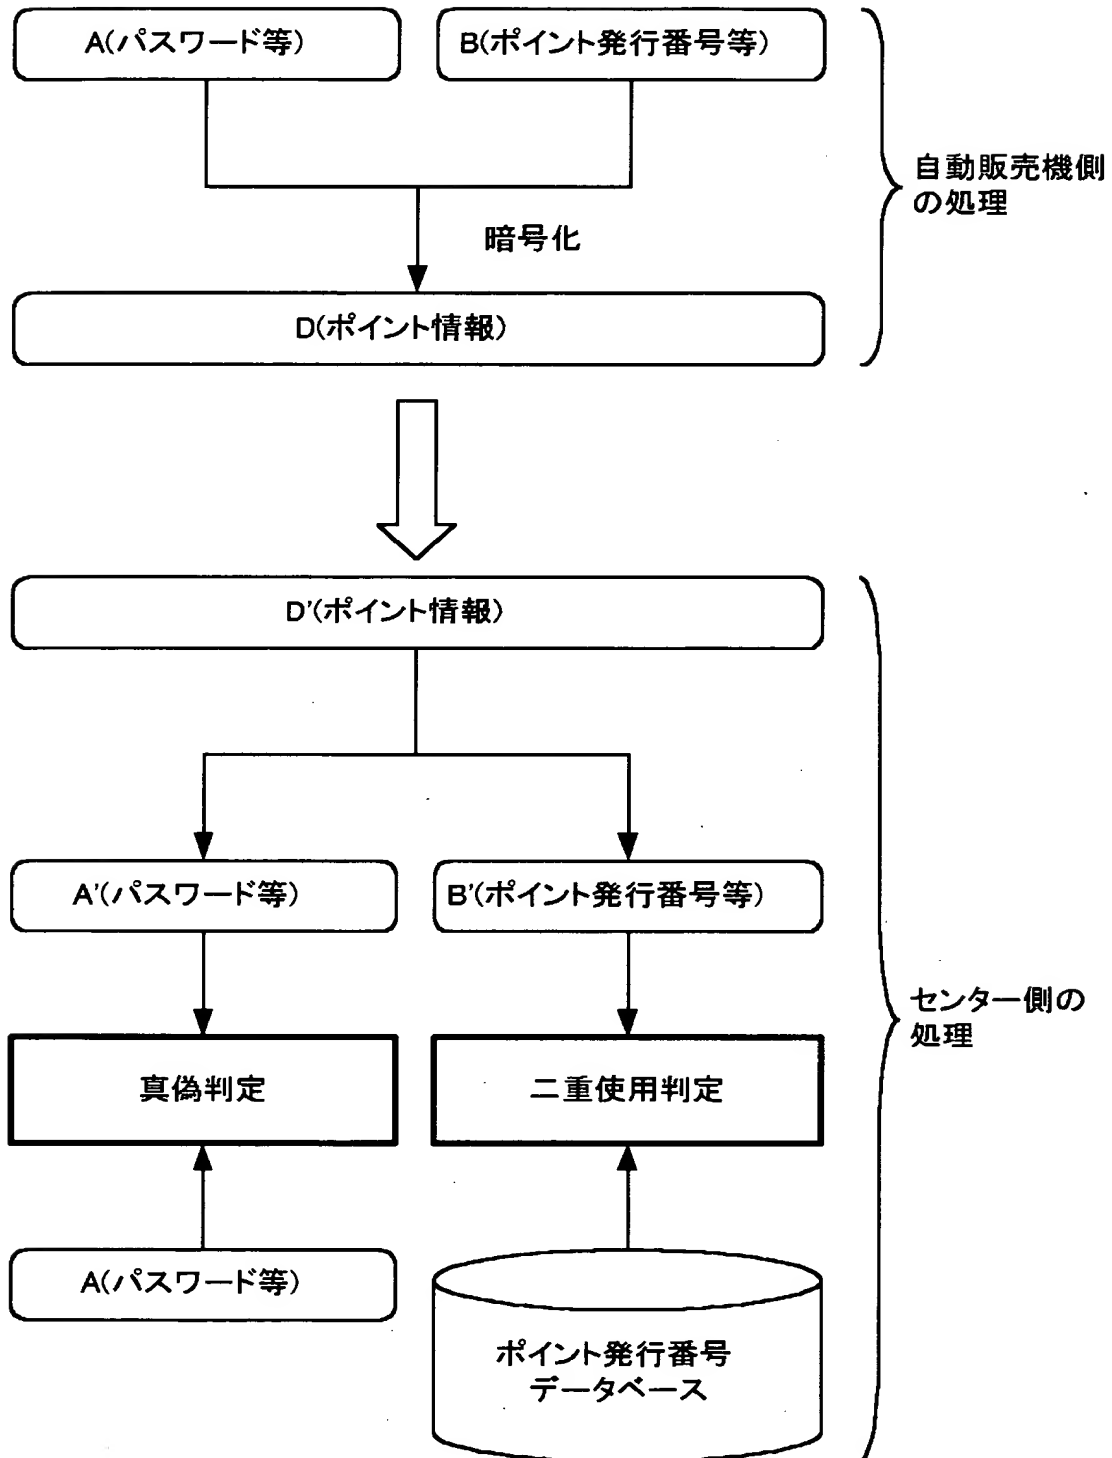 A(パスワード等)
B(ポイント発行番号等)
自動販売機側
の処理
暗号化
D(ポイント情報)
D'(ポイント情報)
A'(パスワード等)
B'(ポイント発行番号等)
センター側の
処理
真偽判定
二重使用判定
A(パスワード等)
ポイント発行番号
データベース